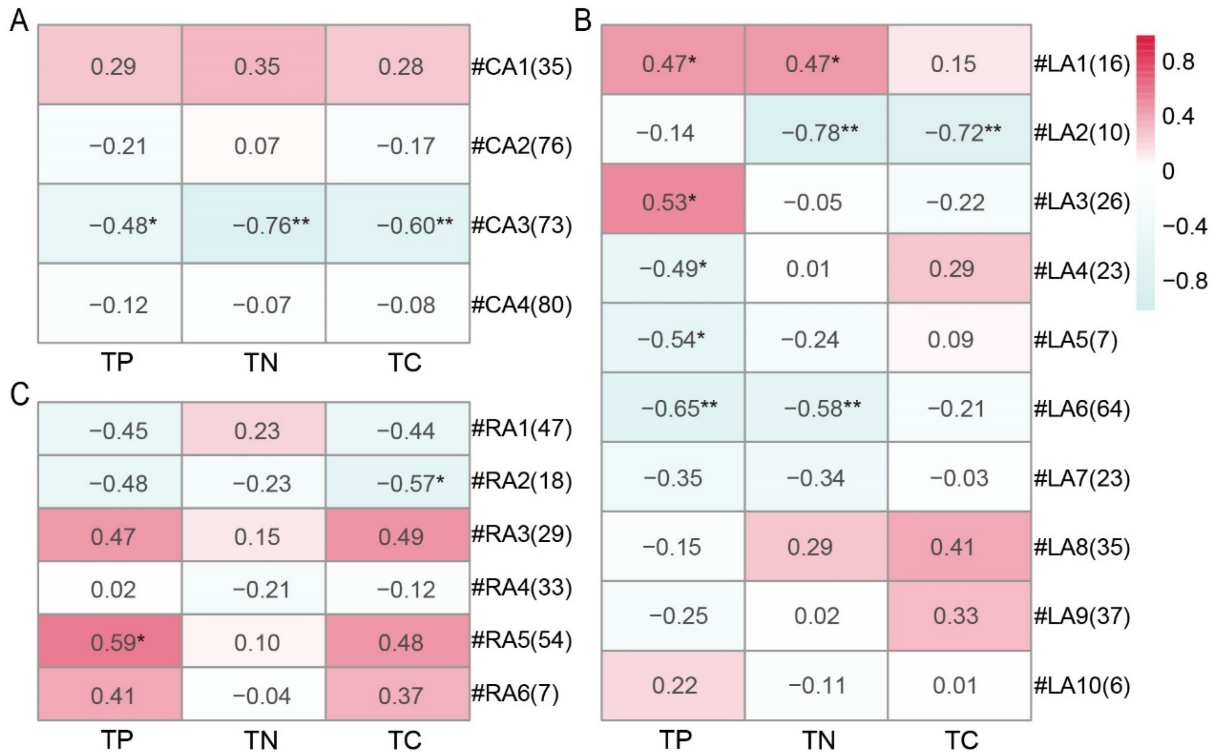 A
0.29 0.35 0.28 #CA1(35)
−0.21 0.07 −0.17 #CA2(76)
−0.48* −0.76** −0.60** #CA3(73)
−0.12 −0.07 −0.08 #CA4(80)
TP TN TC
B
0.47* 0.47* 0.15 #LA1(16)
−0.14 −0.78** −0.72** #LA2(10)
0.53* −0.05 −0.22 #LA3(26)
−0.49* 0.01 0.29 #LA4(23)
−0.54* −0.24 0.09 #LA5(7)
−0.65** −0.58** −0.21 #LA6(64)
−0.35 −0.34 −0.03 #LA7(23)
−0.15 0.29 0.41 #LA8(35)
−0.25 0.02 0.33 #LA9(37)
0.22 −0.11 0.01 #LA10(6)
TP TN TC
0.8
0.4
0
−0.4
−0.8
C
−0.45 0.23 −0.44 #RA1(47)
−0.48 −0.23 −0.57* #RA2(18)
0.47 0.15 0.49 #RA3(29)
0.02 −0.21 −0.12 #RA4(33)
0.59* 0.10 0.48 #RA5(54)
0.41 −0.04 0.37 #RA6(7)
TP TN TC